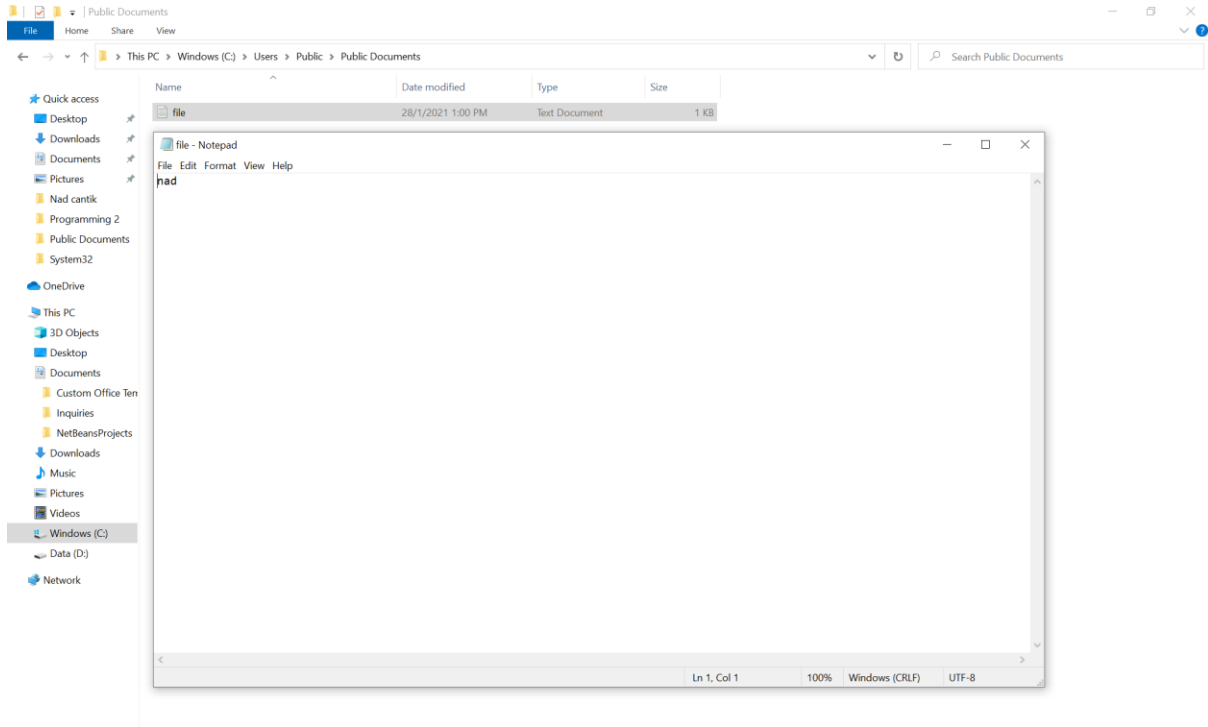 Public Documents
File Home Share View
This PC > Windows (C:) > Users > Public > Public Documents
Search Public Documents
Name Date modified Type Size
file 28/1/2021 1:00 PM Text Document 1 KB
Quick access
Desktop
Downloads
Documents
Pictures
Nad cantik
Programming 2
Public Documents
System32
OneDrive
This PC
3D Objects
Desktop
Documents
Custom Office Tem
Inquiries
NetBeansProjects
Downloads
Music
Pictures
Videos
Windows (C:)
Data (D:)
Network
file - Notepad
File Edit Format View Help
nad
Ln 1, Col 1 100% Windows (CRLF) UTF-8